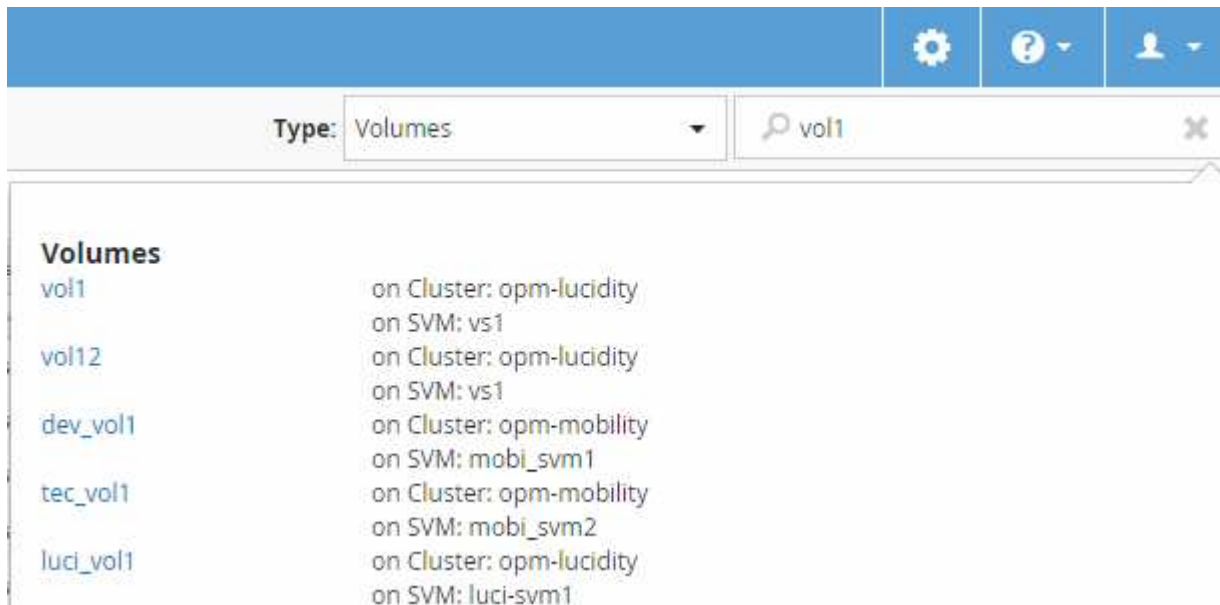 Type: Volumes vol1
Volumes
vol1 on Cluster: opm-lucidity
on SVM: vs1
vol12 on Cluster: opm-lucidity
on SVM: vs1
dev_vol1 on Cluster: opm-mobility
on SVM: mobi_svm1
tec_vol1 on Cluster: opm-mobility
on SVM: mobi_svm2
luci_vol1 on Cluster: opm-lucidity
on SVM: luci-svm1